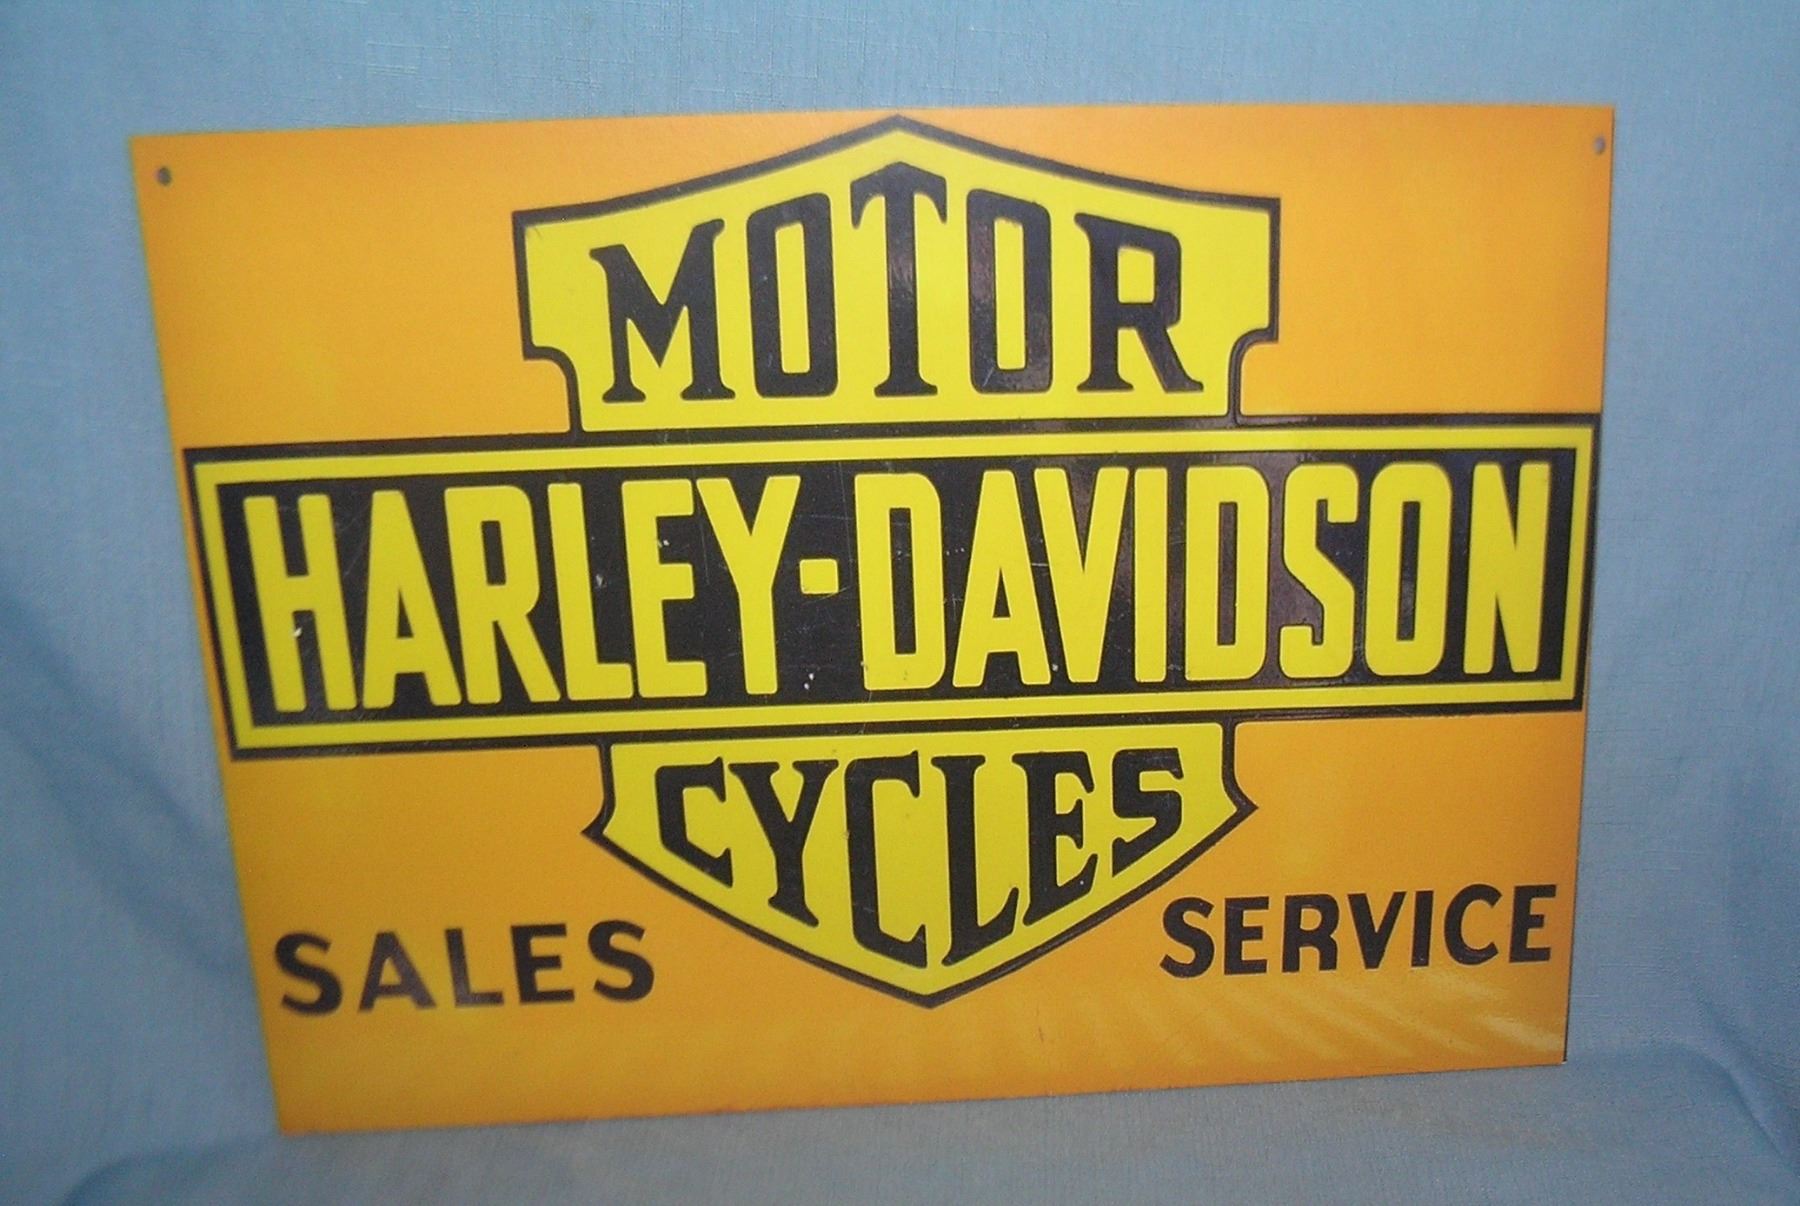 MOTOR
HARLEY-DAVIDSON
CYCLES
SALES SERVICE